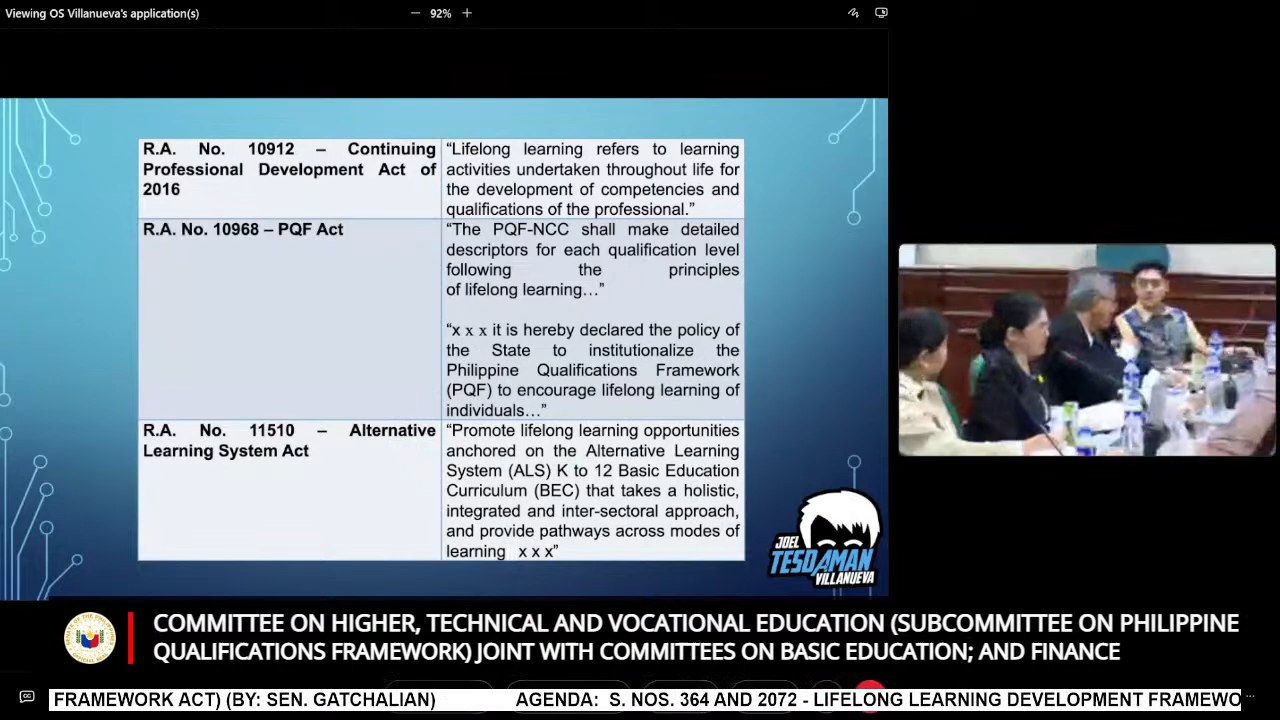 Viewing OS Villanueva's application(s)
— 92% +
R.A. No. 10912 – Continuing
Professional Development Act of
2016
“Lifelong learning refers to learning
activities undertaken throughout life for
the development of competencies and
qualifications of the professional.”
R.A. No. 10968 – PQF Act
“The PQF-NCC shall make detailed
descriptors for each qualification level
following the principles
of lifelong learning…”
“x x x it is hereby declared the policy of
the State to institutionalize the
Philippine Qualifications Framework
(PQF) to encourage lifelong learning of
individuals…”
R.A. No. 11510 – Alternative
Learning System Act
“Promote lifelong learning opportunities
anchored on the Alternative Learning
System (ALS) K to 12 Basic Education
Curriculum (BEC) that takes a holistic,
integrated and inter-sectoral approach,
and provide pathways across modes of
learning x x x”
JOEL
TESDAMAN
VILLANUEVA
COMMITTEE ON HIGHER, TECHNICAL AND VOCATIONAL EDUCATION (SUBCOMMITTEE ON PHILIPPINE
QUALIFICATIONS FRAMEWORK) JOINT WITH COMMITTEES ON BASIC EDUCATION; AND FINANCE
FRAMEWORK ACT) (BY: SEN. GATCHALIAN) AGENDA: S. NOS. 364 AND 2072 - LIFELONG LEARNING DEVELOPMENT FRAMEWO